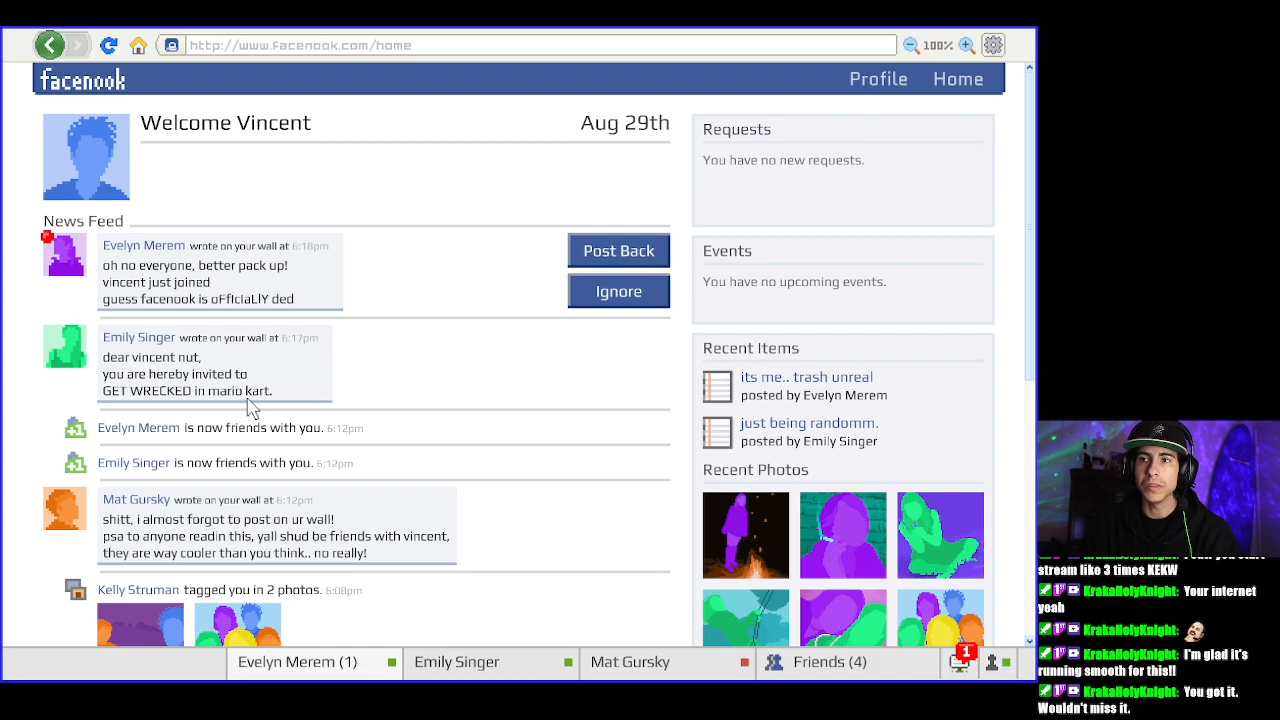 http://www.facenook.com/home
100%
facenook
Profile
Home
Welcome Vincent
Aug 29th
News Feed
Evelyn Merem wrote on your wall at 6:18pm
oh no everyone, better pack up!
vincent just joined
guess facenook is oFfIcIaLlY ded
Post Back
Ignore
Emily Singer wrote on your wall at 6:17pm
dear vincent nut,
you are hereby invited to
GET WRECKED in mario kart.
Evelyn Merem is now friends with you. 6:12pm
Emily Singer is now friends with you. 6:12pm
Mat Gursky wrote on your wall at 6:12pm
shitt, i almost forgot to post on ur wall!
psa to anyone readin this, yall shud be friends with vincent,
they are way cooler than you think.. no really!
Kelly Struman tagged you in 2 photos. 6:08pm
Requests
You have no new requests.
Events
You have no upcoming events.
Recent Items
its me.. trash unreal
posted by Evelyn Merem
just being randomm.
posted by Emily Singer
Recent Photos
Evelyn Merem (1)
Emily Singer
Mat Gursky
Friends (4)
1
stream like 3 times KEKW
KrakaHolyKnight: Your internet
yeah
KrakaHolyKnight:
KrakaHolyKnight: I'm glad it's
running smooth for this!!
KrakaHolyKnight: You got it.
Wouldn't miss it.